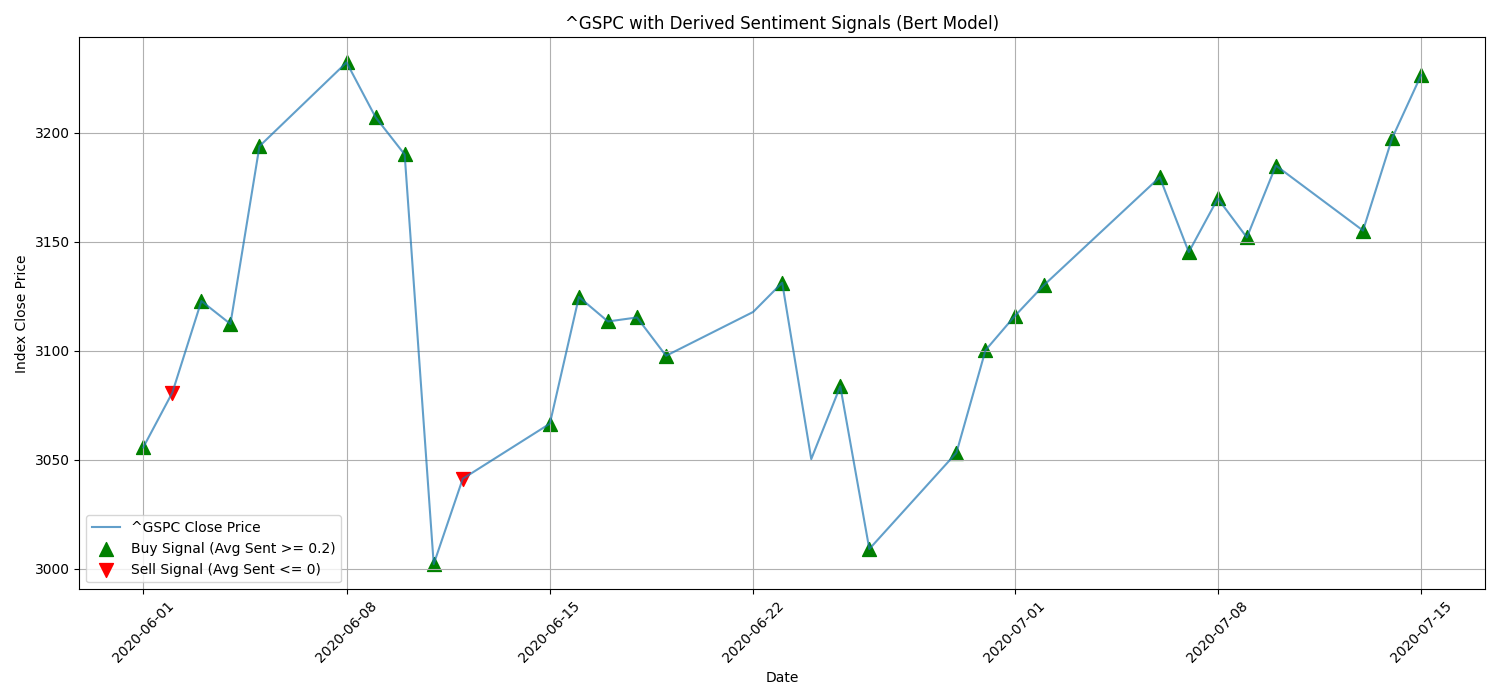 ^GSPC with Derived Sentiment Signals (Bert Model)
Index Close Price
3200
3150
3100
3050
3000
^GSPC Close Price
Buy Signal (Avg Sent >= 0.2)
Sell Signal (Avg Sent <= 0)
2020-06-01
2020-06-08
2020-06-15
2020-06-22
2020-07-01
2020-07-08
2020-07-15
Date